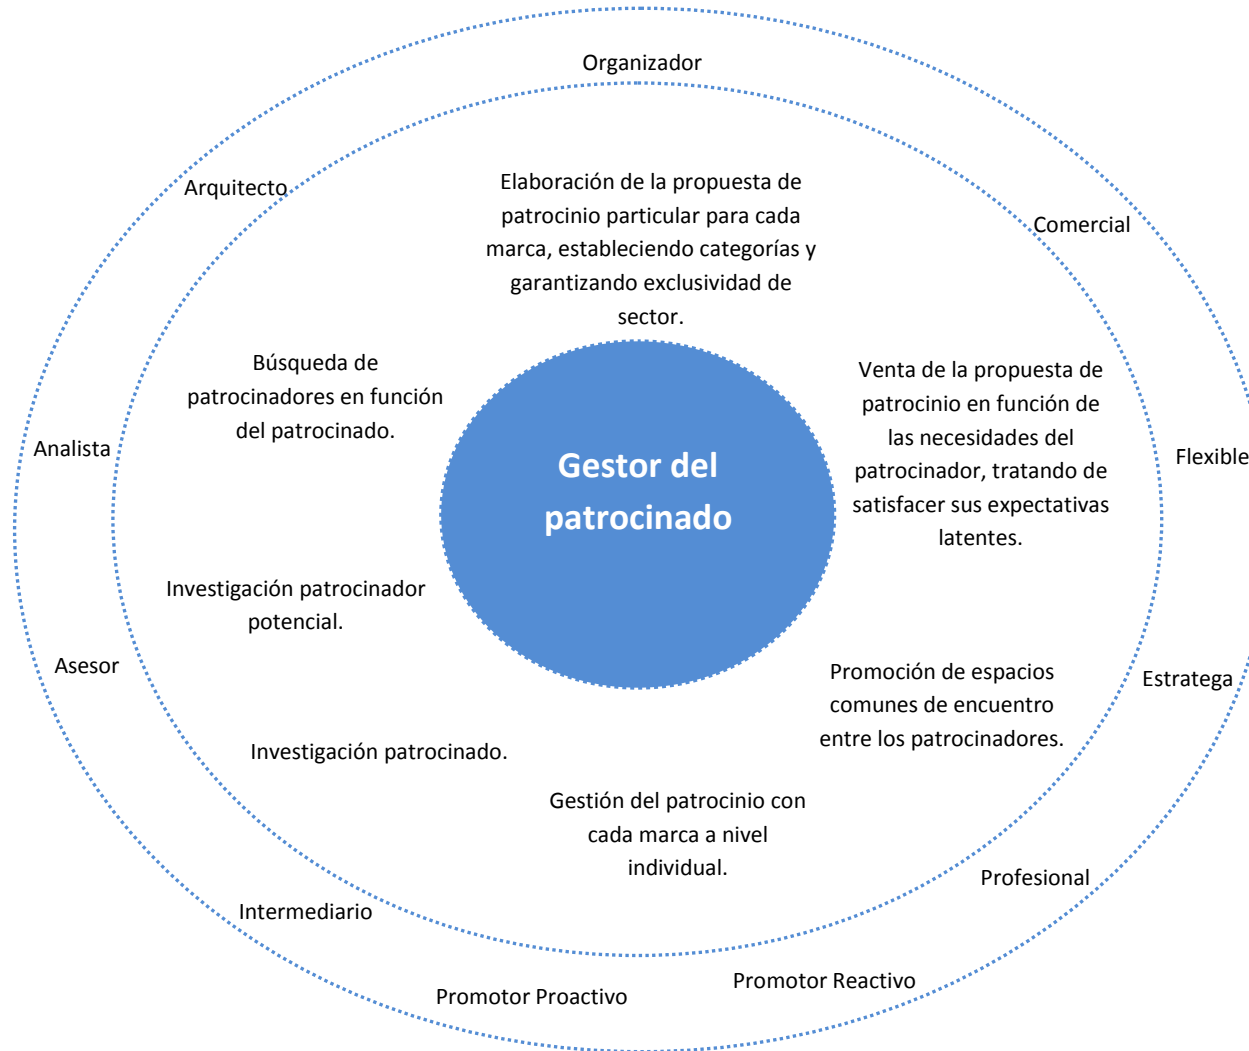 Organizador
Arquitecto
Comercial
Elaboración de la propuesta de
patrocinio particular para cada
marca, estableciendo categorías y
garantizando exclusividad de
sector.
Búsqueda de
patrocinadores en función
del patrocinado.
Venta de la propuesta de
patrocinio en función de
las necesidades del
patrocinador, tratando de
satisfacer sus expectativas
latentes.
Analista
Flexible
Gestor del
patrocinado
Investigación patrocinador
potencial.
Asesor
Promoción de espacios
comunes de encuentro
entre los patrocinadores.
Estratega
Investigación patrocinado.
Gestión del patrocinio con
cada marca a nivel
individual.
Profesional
Intermediario
Promotor Proactivo
Promotor Reactivo